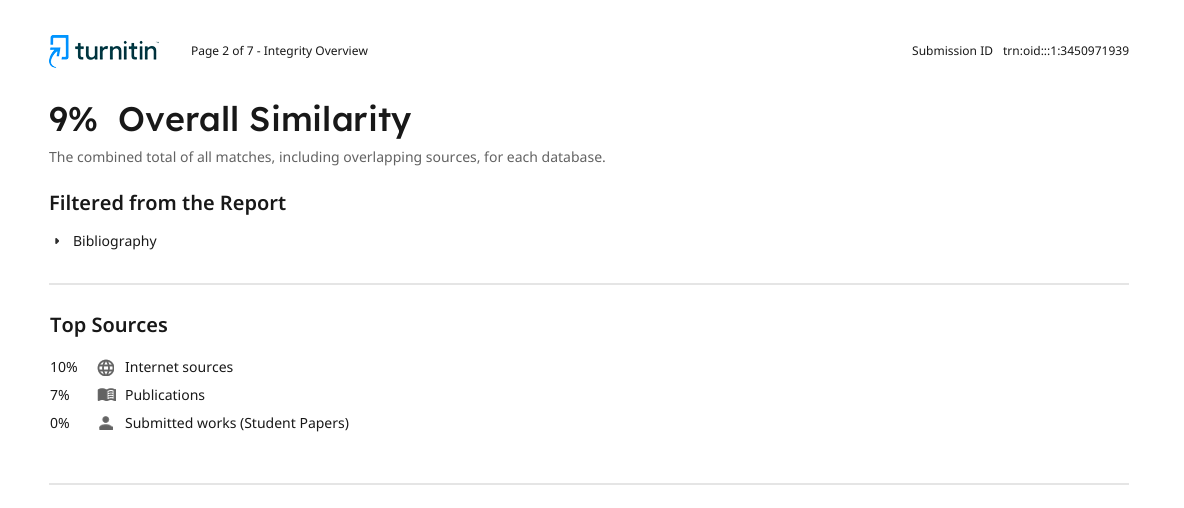 turnitin Page 2 of 7 - Integrity Overview Submission ID trn:oid:::1:3450971939
9% Overall Similarity
The combined total of all matches, including overlapping sources, for each database.
Filtered from the Report
Bibliography
Top Sources
10% Internet sources
7% Publications
0% Submitted works (Student Papers)